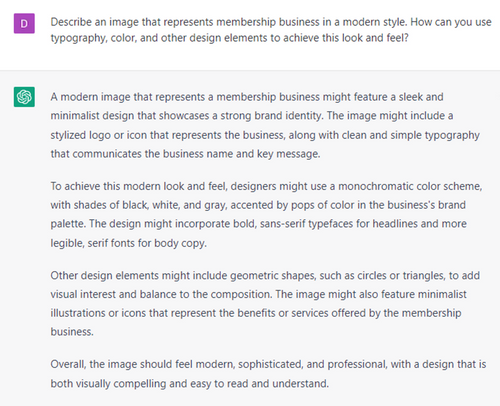 D
Describe an image that represents membership business in a modern style. How can you use
typography, color, and other design elements to achieve this look and feel?
A modern image that represents a membership business might feature a sleek and
minimalist design that showcases a strong brand identity. The image might include a
stylized logo or icon that represents the business, along with clean and simple typography
that communicates the business name and key message.
To achieve this modern look and feel, designers might use a monochromatic color scheme,
with shades of black, white, and gray, accented by pops of color in the business's brand
palette. The design might incorporate bold, sans-serif typefaces for headlines and more
legible, serif fonts for body copy.
Other design elements might include geometric shapes, such as circles or triangles, to add
visual interest and balance to the composition. The image might also feature minimalist
illustrations or icons that represent the benefits or services offered by the membership
business.
Overall, the image should feel modern, sophisticated, and professional, with a design that is
both visually compelling and easy to read and understand.